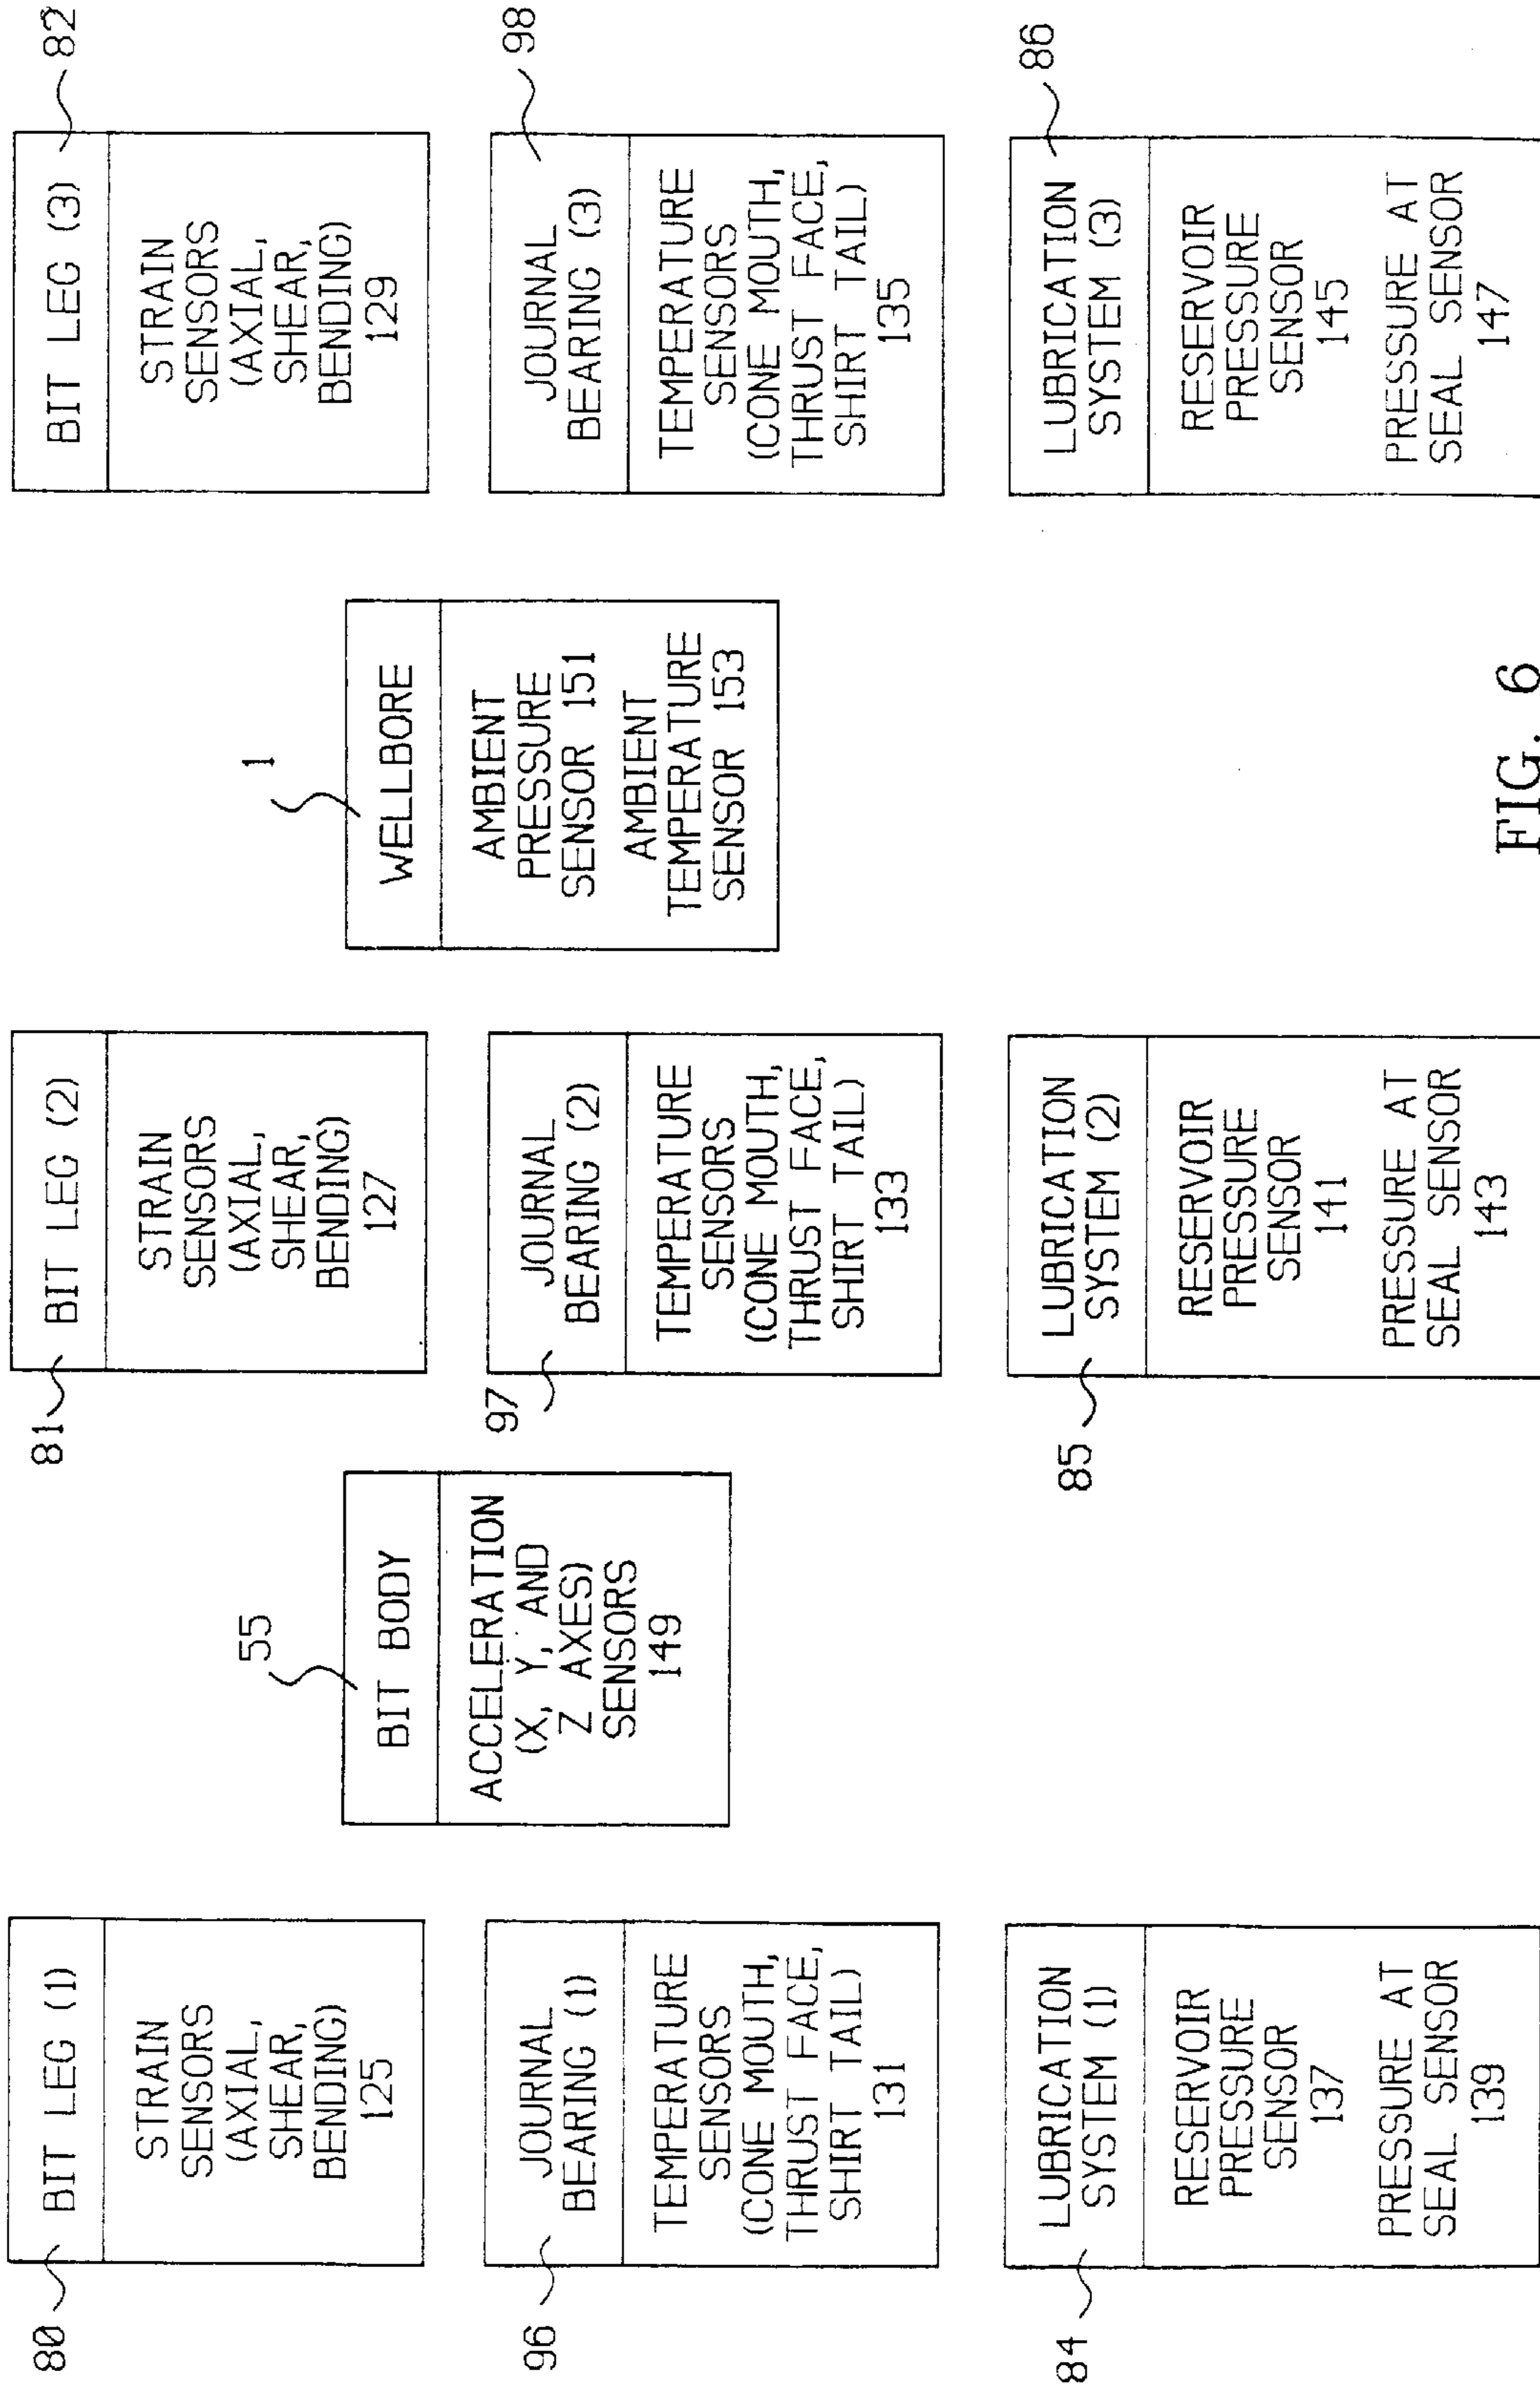 80
BIT LEG (1)
STRAIN
SENSORS
(AXIAL,
SHEAR,
BENDING)
125
81
BIT LEG (2)
STRAIN
SENSORS
(AXIAL,
SHEAR,
BENDING)
127
BIT LEG (3)
82
STRAIN
SENSORS
(AXIAL,
SHEAR,
BENDING)
129
55
BIT BODY
ACCELERATION
(X, Y, AND
Z AXES)
SENSORS
149
1
WELLBORE
AMBIENT
PRESSURE
SENSOR 151
AMBIENT
TEMPERATURE
SENSOR 153
96
JOURNAL
BEARING (1)
TEMPERATURE
SENSORS
(CONE MOUTH,
THRUST FACE,
SHIRT TAIL)
131
97
JOURNAL
BEARING (2)
TEMPERATURE
SENSORS
(CONE MOUTH,
THRUST FACE,
SHIRT TAIL)
133
JOURNAL
BEARING (3)
98
TEMPERATURE
SENSORS
(CONE MOUTH,
THRUST FACE,
SHIRT TAIL)
135
84
LUBRICATION
SYSTEM (1)
RESERVOIR
PRESSURE
SENSOR
137
PRESSURE AT
SEAL SENSOR
139
85
LUBRICATION
SYSTEM (2)
RESERVOIR
PRESSURE
SENSOR
141
PRESSURE AT
SEAL SENSOR
143
LUBRICATION
SYSTEM (3)
86
RESERVOIR
PRESSURE
SENSOR
145
PRESSURE AT
SEAL SENSOR
147
FIG. 6